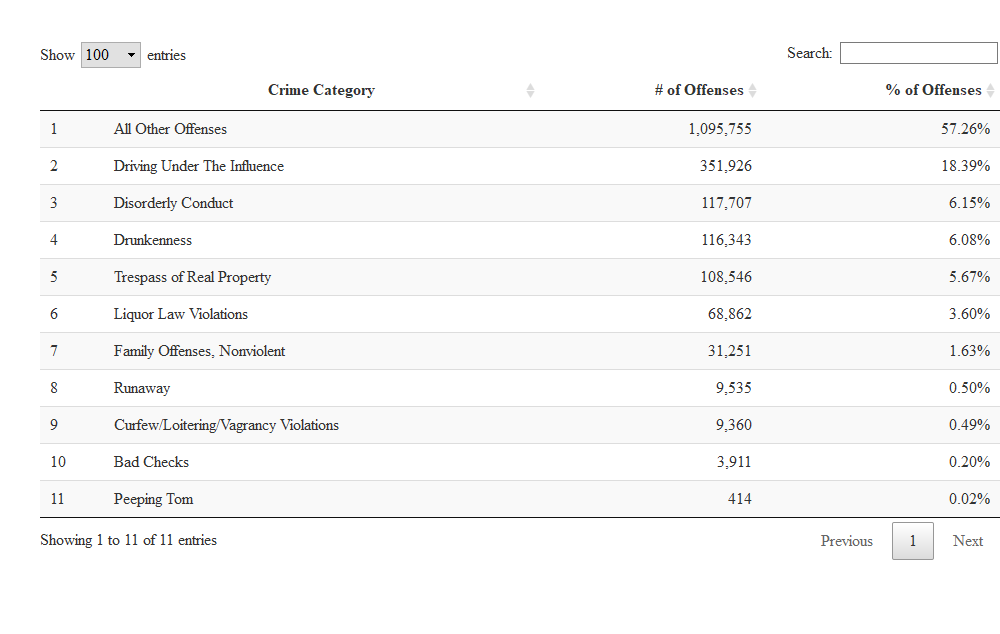 Show 100 entries Search:
Crime Category # of Offenses % of Offenses
1 All Other Offenses 1,095,755 57.26%
2 Driving Under The Influence 351,926 18.39%
3 Disorderly Conduct 117,707 6.15%
4 Drunkenness 116,343 6.08%
5 Trespass of Real Property 108,546 5.67%
6 Liquor Law Violations 68,862 3.60%
7 Family Offenses, Nonviolent 31,251 1.63%
8 Runaway 9,535 0.50%
9 Curfew/Loitering/Vagrancy Violations 9,360 0.49%
10 Bad Checks 3,911 0.20%
11 Peeping Tom 414 0.02%
Showing 1 to 11 of 11 entries Previous 1 Next